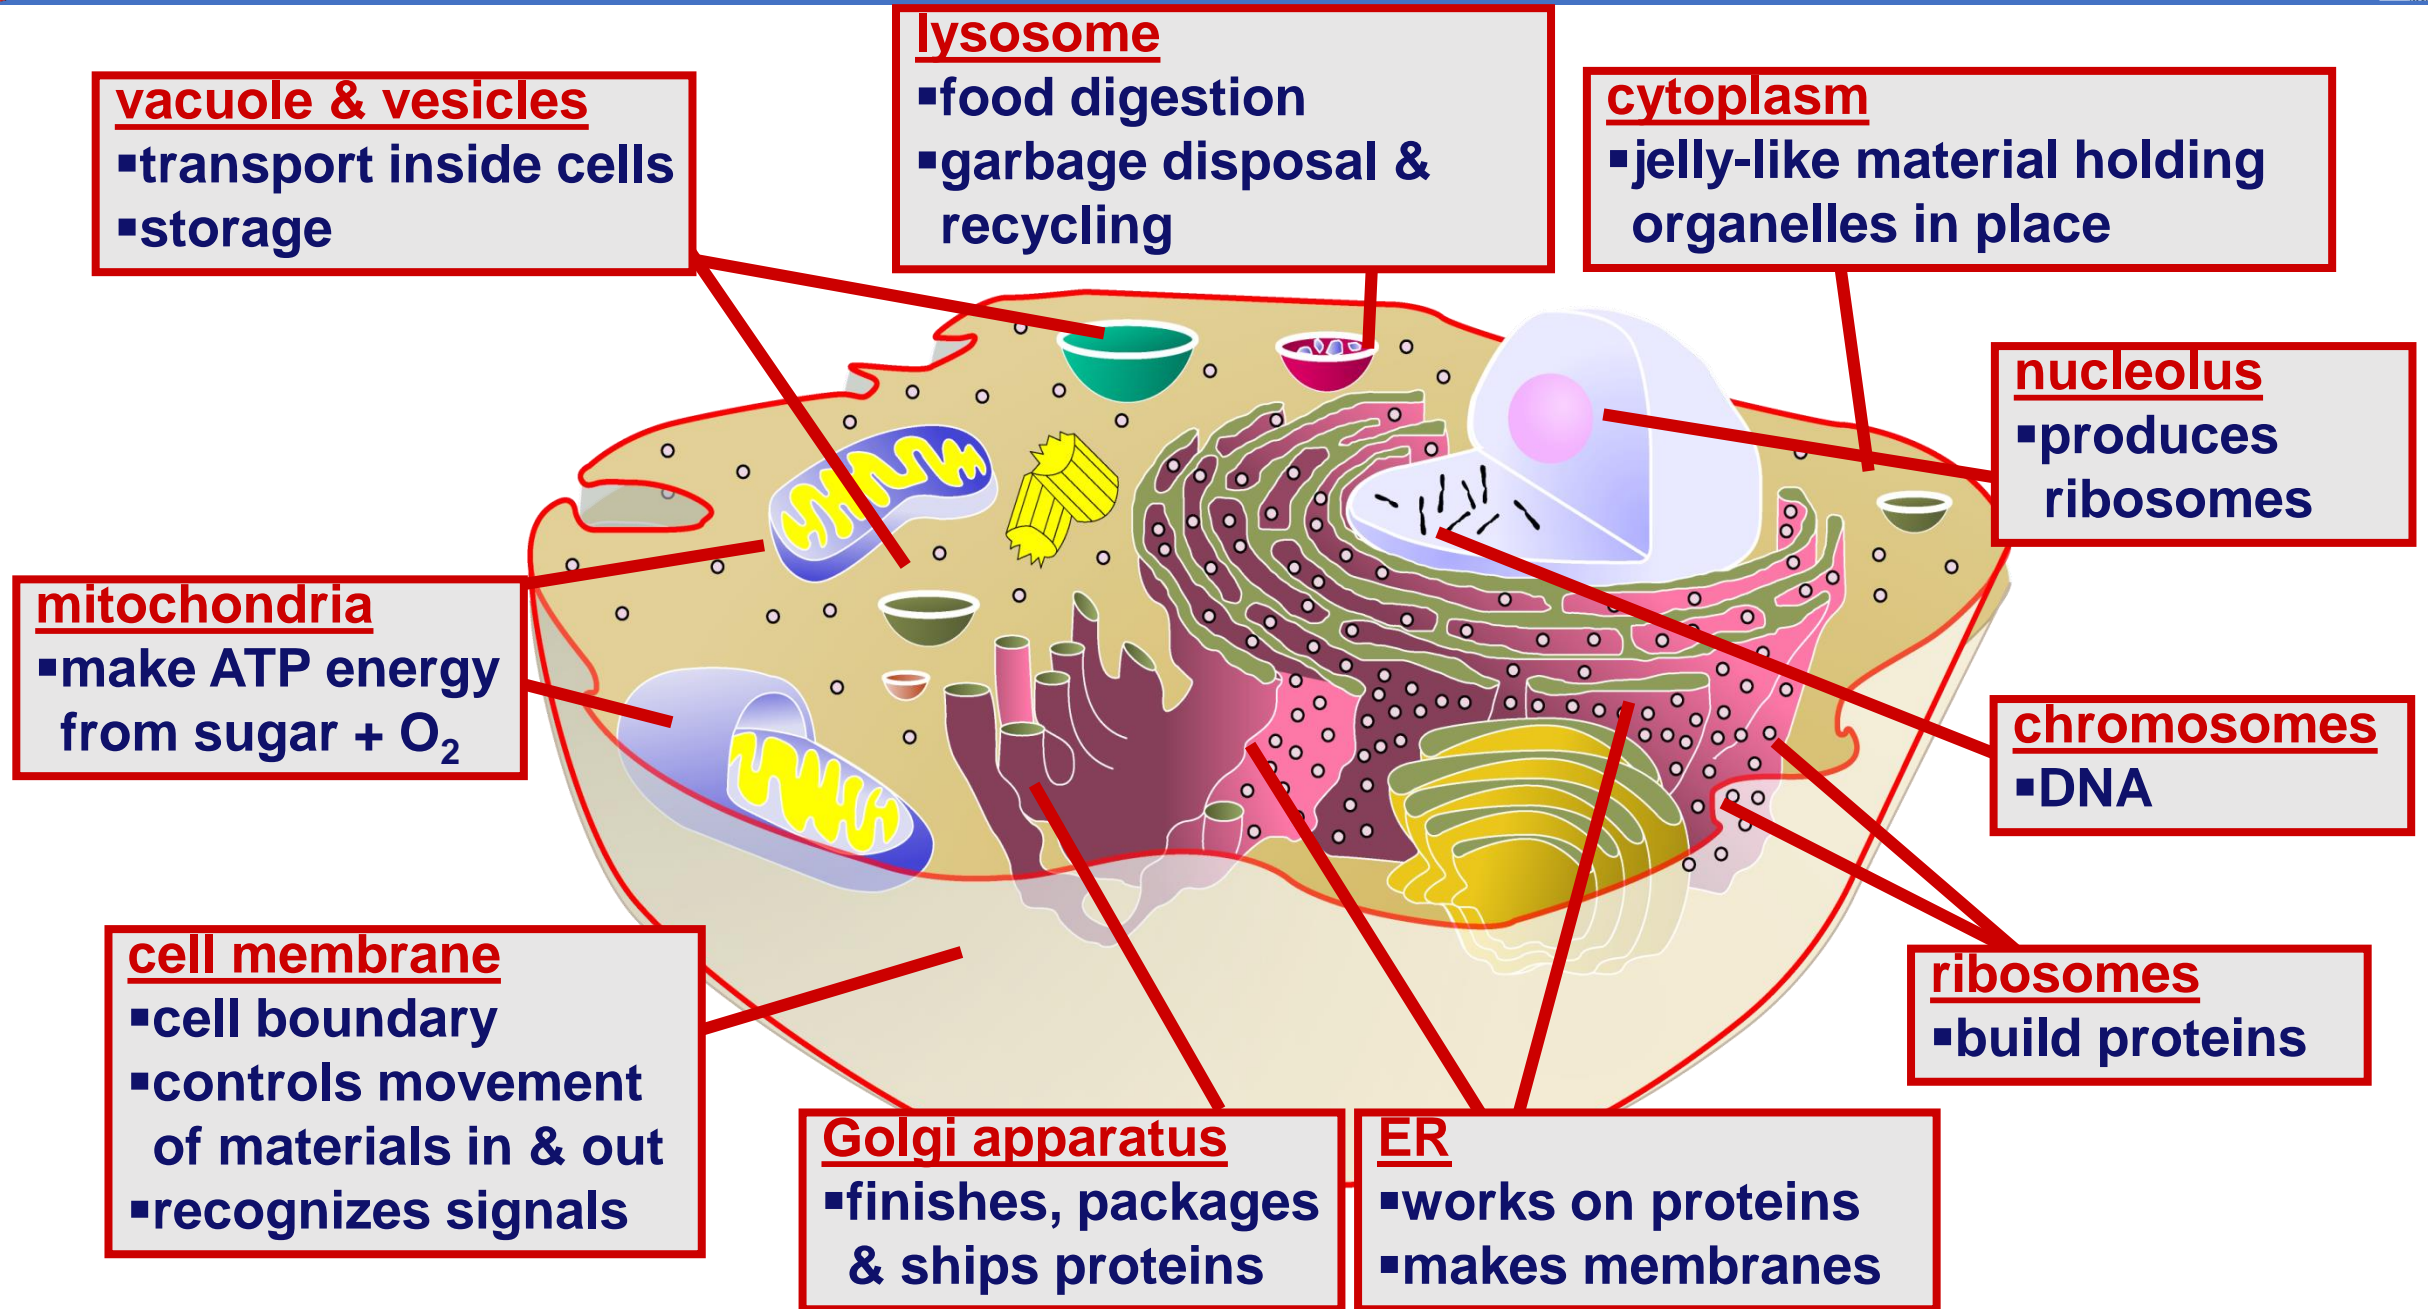 lysosome
▪food digestion
▪garbage disposal &
recycling
vacuole & vesicles
▪transport inside cells
▪storage
cytoplasm
▪jelly-like material holding
organelles in place
nucleolus
▪produces
ribosomes
mitochondria
▪make ATP energy
from sugar + O₂
chromosomes
▪DNA
cell membrane
▪cell boundary
▪controls movement
of materials in & out
▪recognizes signals
ribosomes
▪build proteins
Golgi apparatus
▪finishes, packages
& ships proteins
ER
▪works on proteins
▪makes membranes